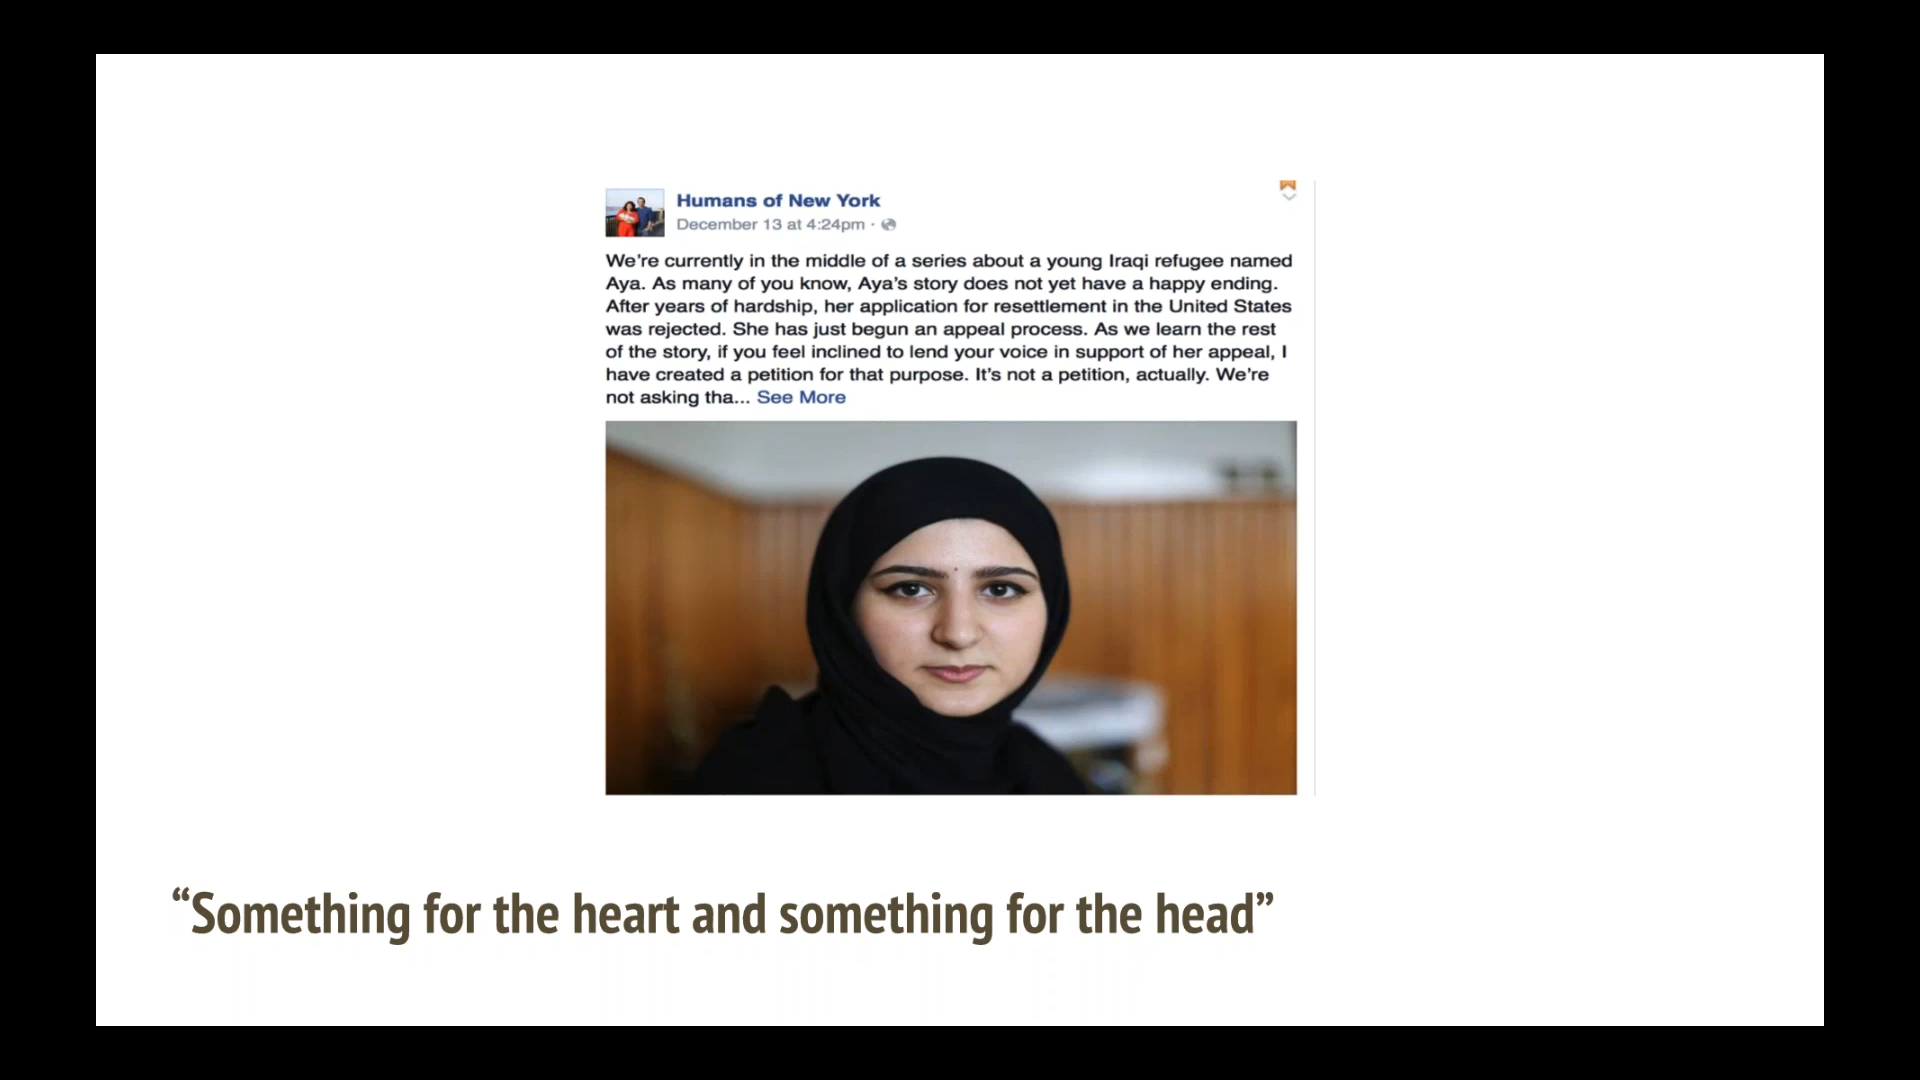 Humans of New York
December 13 at 4:24pm ·
We're currently in the middle of a series about a young Iraqi refugee named
Aya. As many of you know, Aya's story does not yet have a happy ending.
After years of hardship, her application for resettlement in the United States
was rejected. She has just begun an appeal process. As we learn the rest
of the story, if you feel inclined to lend your voice in support of her appeal, I
have created a petition for that purpose. It's not a petition, actually. We're
not asking tha... See More
“Something for the heart and something for the head”